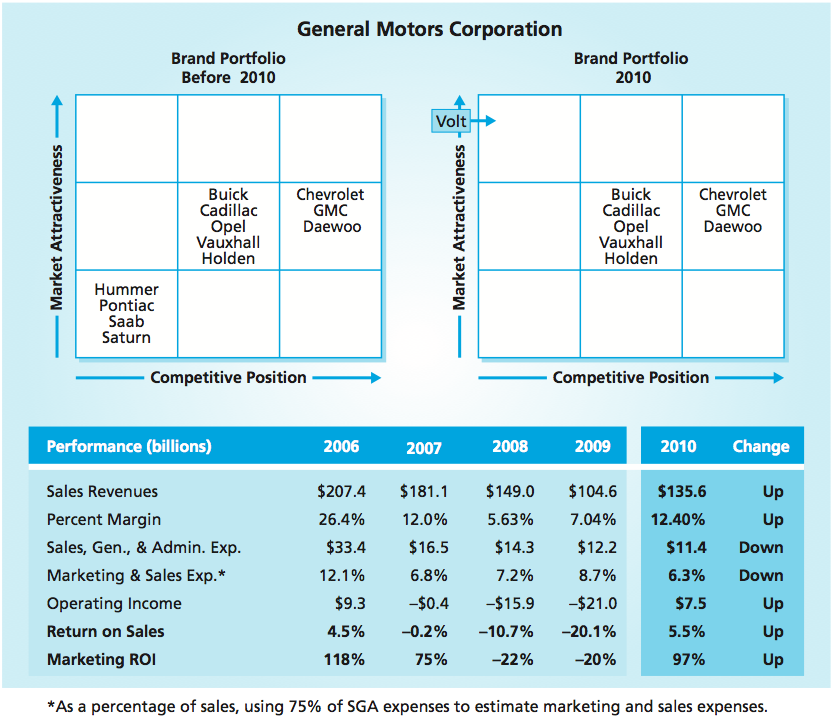 General Motors Corporation
Brand Portfolio
Before 2010
Market Attractiveness
Buick
Cadillac
Opel
Vauxhall
Holden
Chevrolet
GMC
Daewoo
Hummer
Pontiac
Saab
Saturn
Competitive Position
Brand Portfolio
2010
Volt
Market Attractiveness
Buick
Cadillac
Opel
Vauxhall
Holden
Chevrolet
GMC
Daewoo
Competitive Position
Performance (billions) 2006 2007 2008 2009 2010 Change
Sales Revenues $207.4 $181.1 $149.0 $104.6 $135.6 Up
Percent Margin 26.4% 12.0% 5.63% 7.04% 12.40% Up
Sales, Gen., & Admin. Exp. $33.4 $16.5 $14.3 $12.2 $11.4 Down
Marketing & Sales Exp.* 12.1% 6.8% 7.2% 8.7% 6.3% Down
Operating Income $9.3 –$0.4 –$15.9 –$21.0 $7.5 Up
Return on Sales 4.5% –0.2% –10.7% –20.1% 5.5% Up
Marketing ROI 118% 75% –22% –20% 97% Up
*As a percentage of sales, using 75% of SGA expenses to estimate marketing and sales expenses.